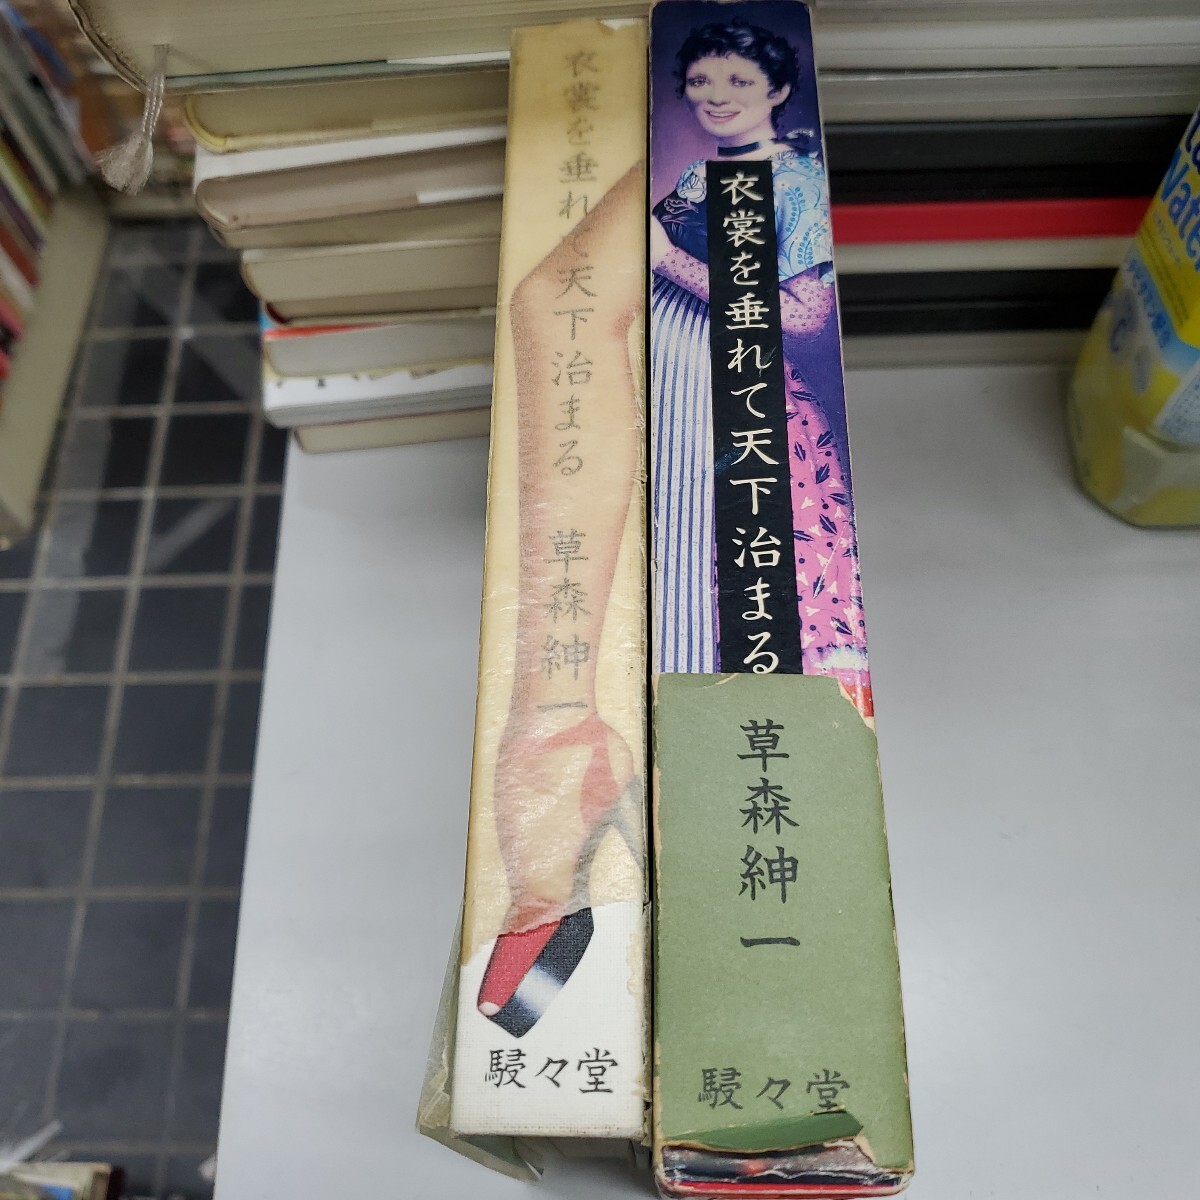 衣裳を垂れて天下治まる 草森紳一
駸々堂
衣裳を垂れて天下治まる
草森紳一
駸々堂